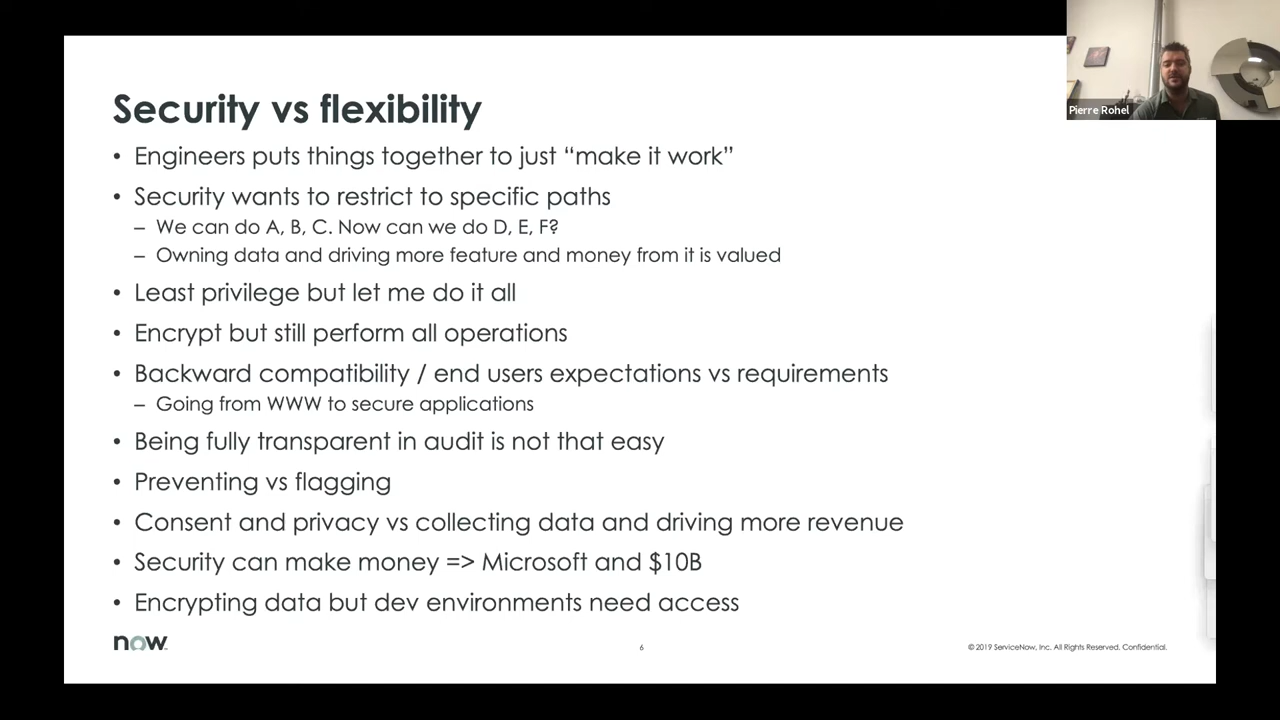 Pierre Rohel
Security vs flexibility
• Engineers puts things together to just “make it work”
• Security wants to restrict to specific paths
– We can do A, B, C. Now can we do D, E, F?
– Owning data and driving more feature and money from it is valued
• Least privilege but let me do it all
• Encrypt but still perform all operations
• Backward compatibility / end users expectations vs requirements
– Going from WWW to secure applications
• Being fully transparent in audit is not that easy
• Preventing vs flagging
• Consent and privacy vs collecting data and driving more revenue
• Security can make money => Microsoft and $10B
• Encrypting data but dev environments need access
now
6
© 2019 ServiceNow, Inc. All Rights Reserved. Confidential.